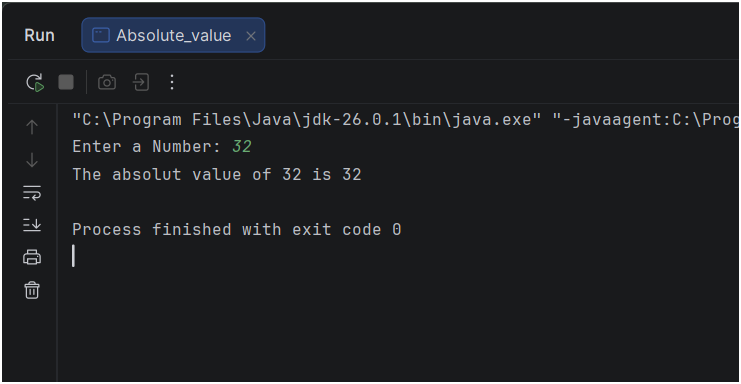 Run Absolute_value
"C:\Program Files\Java\jdk-26.0.1\bin\java.exe" "-javaagent:C:\Prog
Enter a Number: 32
The absolut value of 32 is 32
Process finished with exit code 0